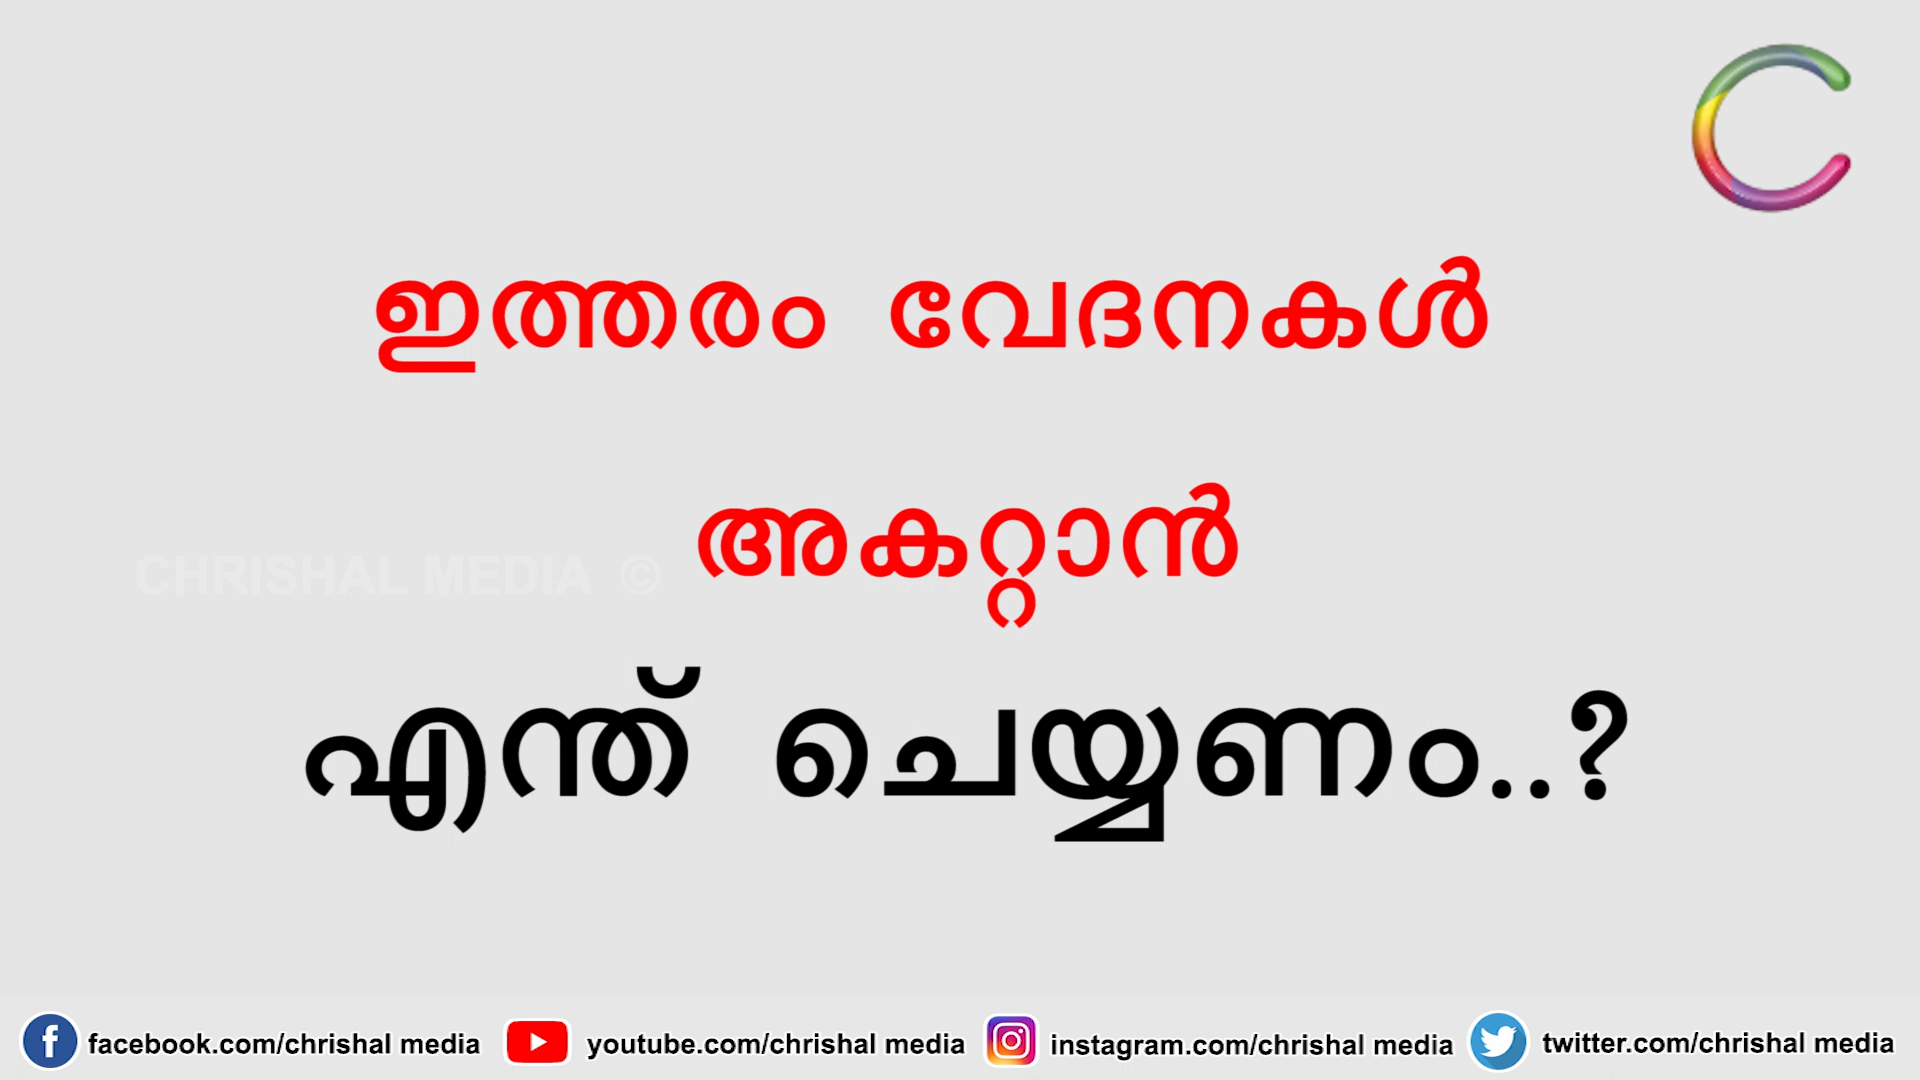 ഇത്തരം വേദനകൾ
അകറ്റാൻ
CHRISHAL MEDIA ©
എന്ത് ചെയ്യണം..?
facebook.com/chrishal media youtube.com/chrishal media instagram.com/chrishal media twitter.com/chrishal media